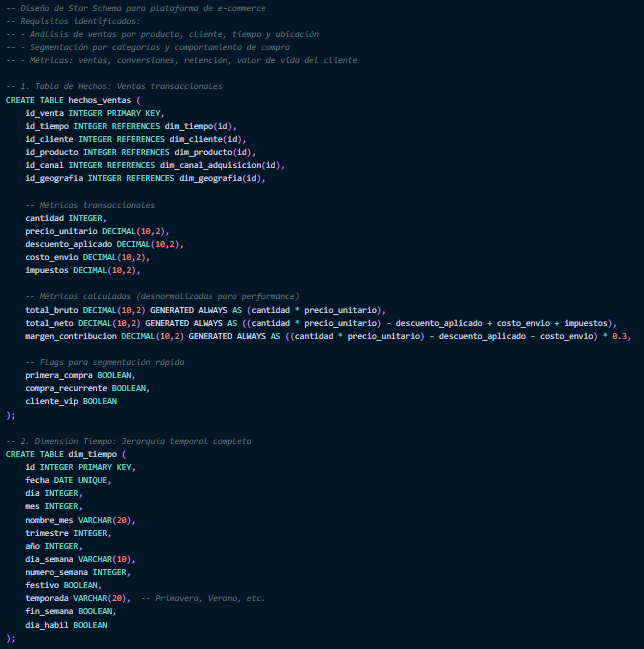 -- Diseño de Star Schema para plataforma de e-commerce
-- Requisitos identificados:
-- - Análisis de ventas por producto, cliente, tiempo y ubicación
-- - Segmentación por categorías y comportamiento de compra
-- - Métricas: ventas, conversiones, retención, valor de vida del cliente

-- 1. Tabla de Hechos: Ventas transaccionales
CREATE TABLE hechos_ventas (
    id_venta INTEGER PRIMARY KEY,
    id_tiempo INTEGER REFERENCES dim_tiempo(id),
    id_cliente INTEGER REFERENCES dim_cliente(id),
    id_producto INTEGER REFERENCES dim_producto(id),
    id_canal INTEGER REFERENCES dim_canal_adquisicion(id),
    id_geografia INTEGER REFERENCES dim_geografia(id),

    -- Métricas transaccionales
    cantidad INTEGER,
    precio_unitario DECIMAL(10,2),
    descuento_aplicado DECIMAL(10,2),
    costo_envio DECIMAL(10,2),
    impuestos DECIMAL(10,2),

    -- Métricas calculadas (desnormalizadas para performance)
    total_bruto DECIMAL(10,2) GENERATED ALWAYS AS (cantidad * precio_unitario),
    total_neto DECIMAL(10,2) GENERATED ALWAYS AS ((cantidad * precio_unitario) - descuento_aplicado + costo_envio + impuestos),
    margen_contribucion DECIMAL(10,2) GENERATED ALWAYS AS ((cantidad * precio_unitario) - descuento_aplicado - costo_envio) * 0.3,

    -- Flags para segmentación rápida
    primera_compra BOOLEAN,
    compra_recurrente BOOLEAN,
    cliente_vip BOOLEAN
);

-- 2. Dimensión Tiempo: Jerarquía temporal completa
CREATE TABLE dim_tiempo (
    id INTEGER PRIMARY KEY,
    fecha DATE UNIQUE,
    dia INTEGER,
    mes INTEGER,
    nombre_mes VARCHAR(20),
    trimestre INTEGER,
    año INTEGER,
    dia_semana VARCHAR(10),
    numero_semana INTEGER,
    festivo BOOLEAN,
    temporada VARCHAR(20),  -- Primavera, Verano, etc.
    fin_semana BOOLEAN,
    dia_habil BOOLEAN
);